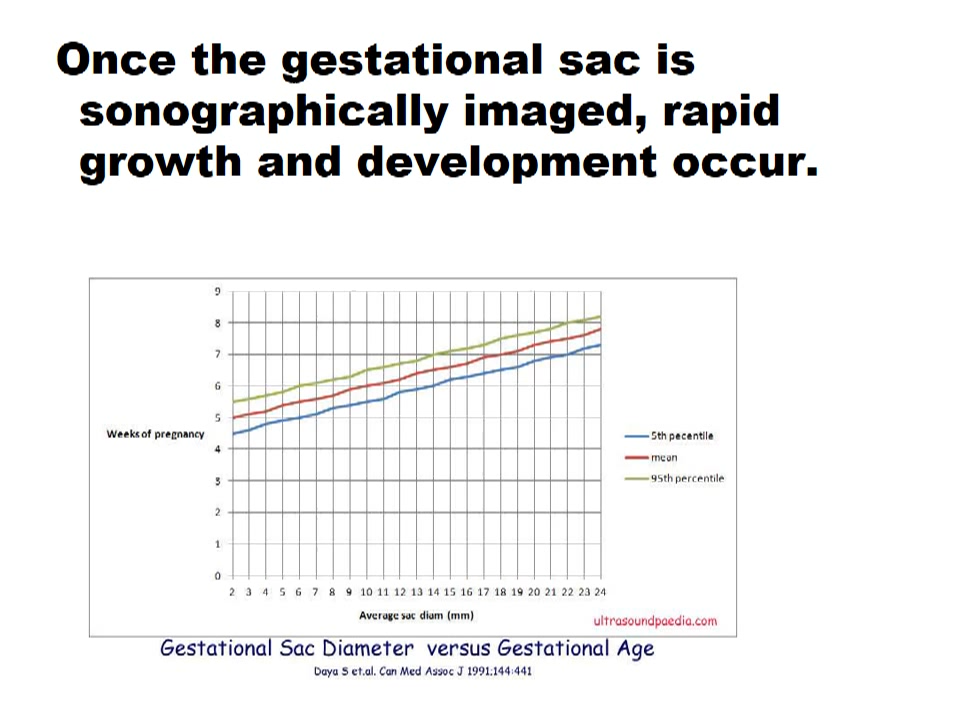 Once the gestational sac is
sonographically imaged, rapid
growth and development occur.
9
8
7
6
5
Weeks of pregnancy
4
3
2
1
0
5th pecentile
mean
95th percentile
2 3 4 5 6 7 8 9 10 11 12 13 14 15 16 17 18 19 20 21 22 23 24
Average sac diam (mm)
ultrasoundpaedia.com
Gestational Sac Diameter versus Gestational Age
Daya S et.al. Can Med Assoc J 1991;144:441